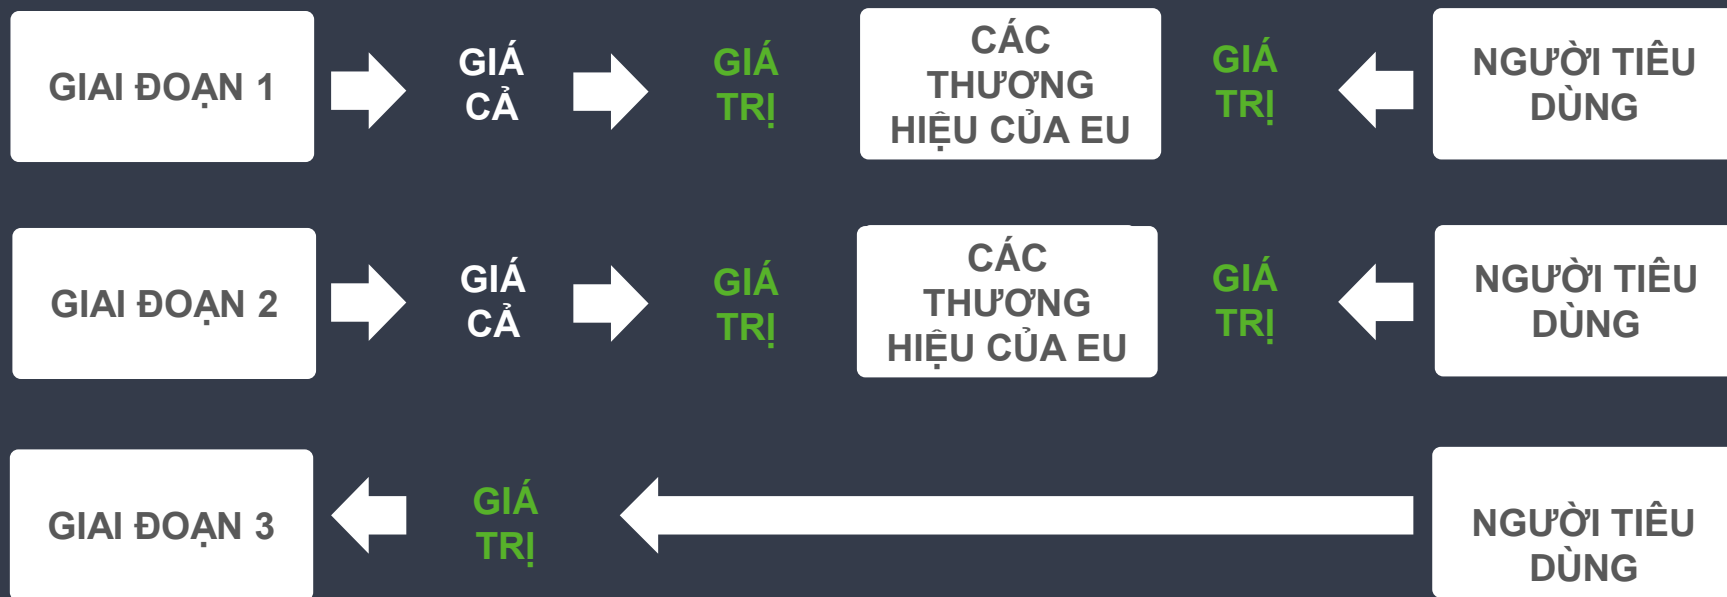 GIAI ĐOẠN 1
GIÁ
CẢ
GIÁ
TRỊ
CÁC
THƯƠNG
HIỆU CỦA EU
GIÁ
TRỊ
NGƯỜI TIÊU
DÙNG
GIAI ĐOẠN 2
GIÁ
CẢ
GIÁ
TRỊ
CÁC
THƯƠNG
HIỆU CỦA EU
GIÁ
TRỊ
NGƯỜI TIÊU
DÙNG
GIAI ĐOẠN 3
GIÁ
TRỊ
NGƯỜI TIÊU
DÙNG